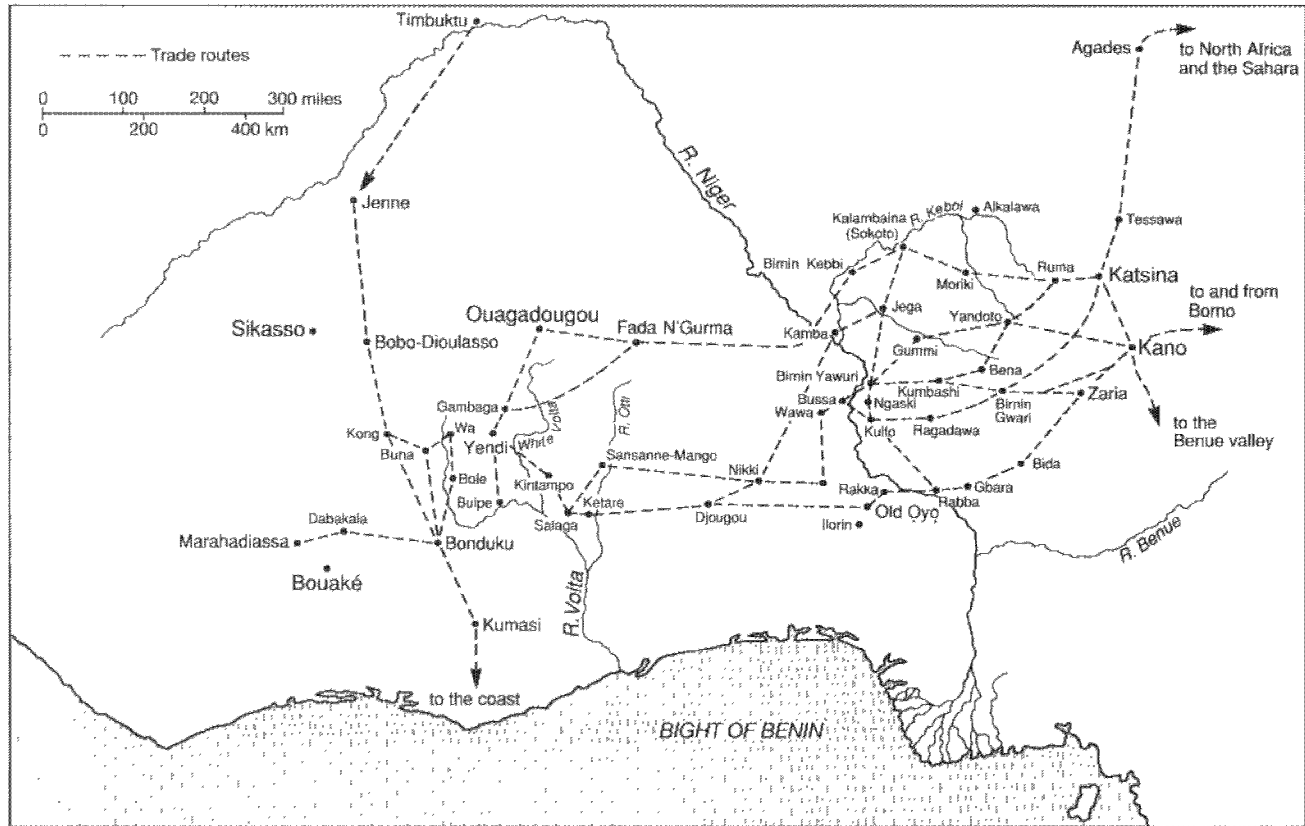 Timbuktu
Trade routes
0 100 200 300 miles
0 200 400 km
Agades
to North Africa
and the Sahara
R. Niger
Jenne
Kalambaina
(Sokoto)
R. Kebbi
Alkalawa
Tessawa
Birnin Kebbi
Moriki
Ruma
Katsina
to and from
Borno
Sikasso
Ouagadougou
Fada N'Gurma
Bobo-Dioulasso
Kamba
Jega
Gummi
Yandoto
Kano
Birnin Yawuri
Bena
Kumbashi
Bussa
Ngaski
Birnin
Gwari
Zaria
Gambaga
White Volta
R. Otti
Wawa
Kulfo
Ragadawa
to the
Benue valley
Kong
Wa
Yendi
Buna
Sansanne-Mango
Nikki
Bida
Bole
Kintampo
Buipe
Ketare
Salaga
Djougou
Rakka
Old Oyo
Rabba
Gbara
Ilorin
Dabakala
Marahadiassa
Bonduku
Bouaké
R. Benue
Kumasi
R. Volta
to the coast
BIGHT OF BENIN